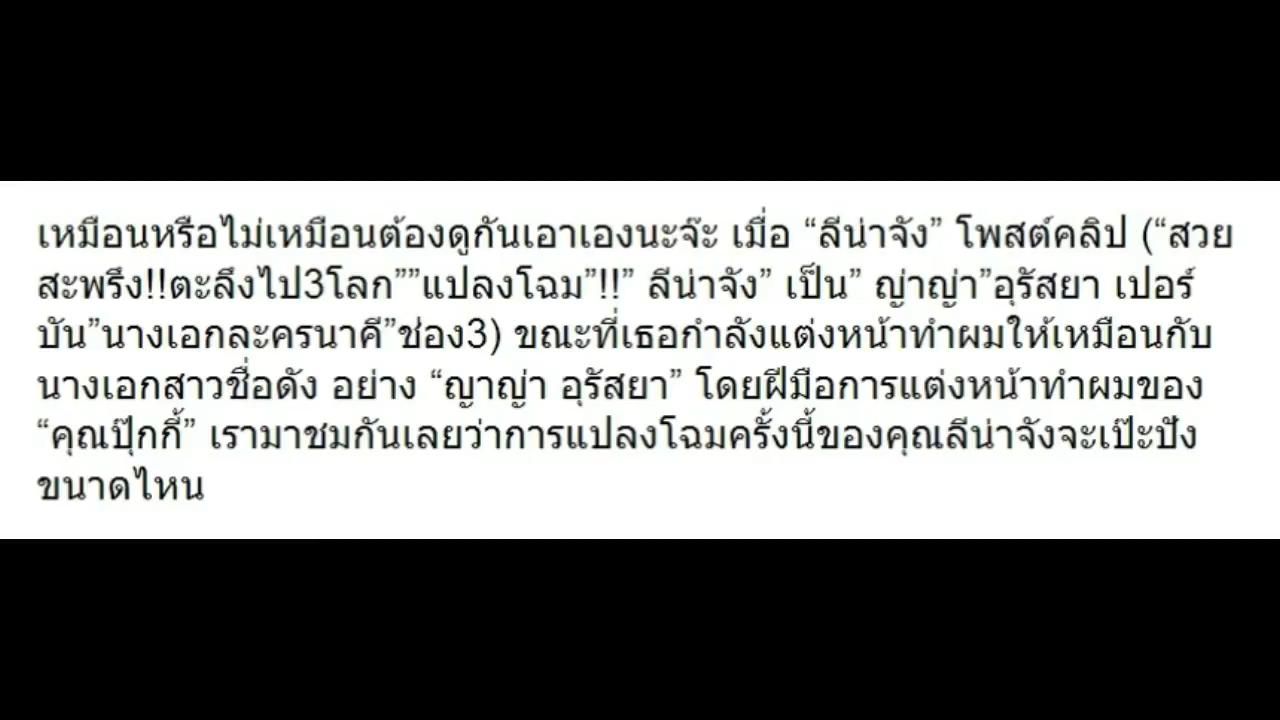 เหมือนหรือไม่เหมือนต้องดูกันเอาเองนะจ๊ะ เมื่อ “ลีน่าจัง” โพสต์คลิป (“สวย
สะพรึง!!ตะลึงไป3โลก””แปลงโฉม”!!” ลีน่าจัง” เป็น” ญ่าญ่า”อุรัสยา เปอร์
บัน”นางเอกละครนาคี”ช่อง3) ขณะที่เธอกำลังแต่งหน้าทำผมให้เหมือนกับ
นางเอกสาวชื่อดัง อย่าง “ญาญ่า อุรัสยา” โดยฝีมือการแต่งหน้าทำผมของ
“คุณปุ๊กกี้” เรามาชมกันเลยว่าการแปลงโฉมครั้งนี้ของคุณลีน่าจังจะเป๊ะปัง
ขนาดไหน